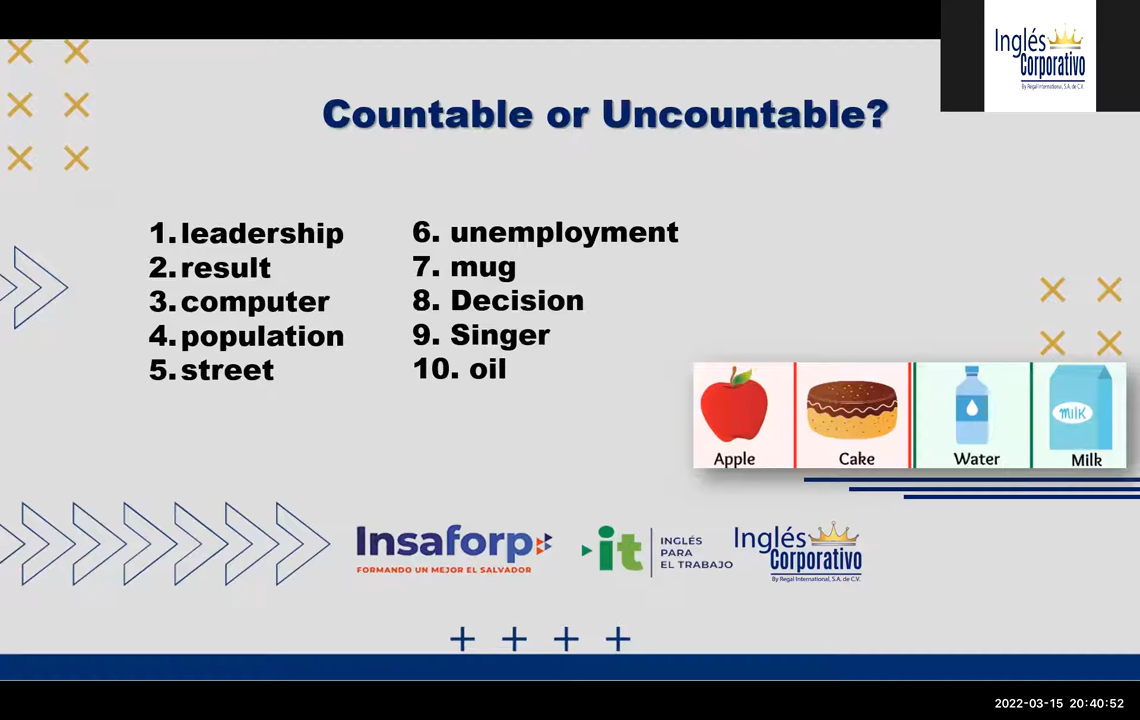 Inglés
Corporativo
By Regal International, S.A. de C.V.
Countable or Uncountable?
1. leadership
2. result
3. computer
4. population
5. street
6. unemployment
7. mug
8. Decision
9. Singer
10. oil
milk
Apple
Cake
Water
Milk
Insaforp
FORMANDO UN MEJOR EL SALVADOR
it
INGLÉS
PARA
EL TRABAJO
Inglés
Corporativo
By Regal International, S.A. de C.V.
2022-03-15 20:40:52